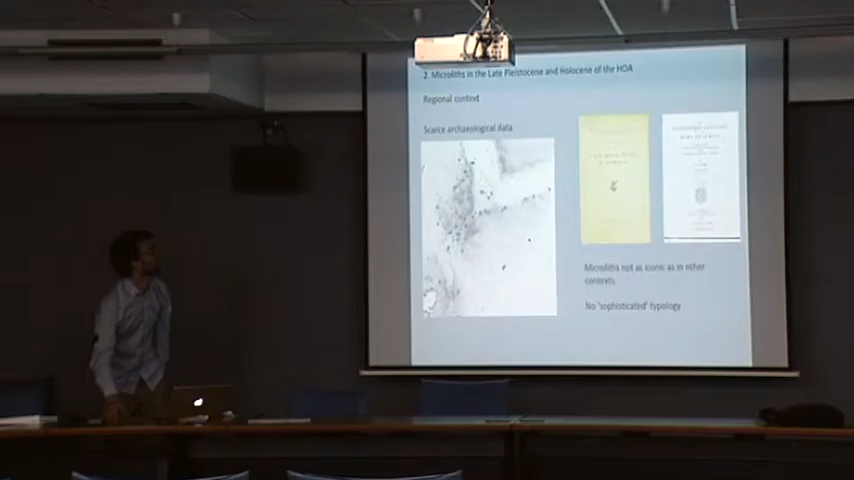 2. Microliths in the Late Pleistocene and Holocene of the HOA
Regional context
Scarce archaeological data
Microliths not as iconic as in other
contexts.
No 'sophisticated' typology